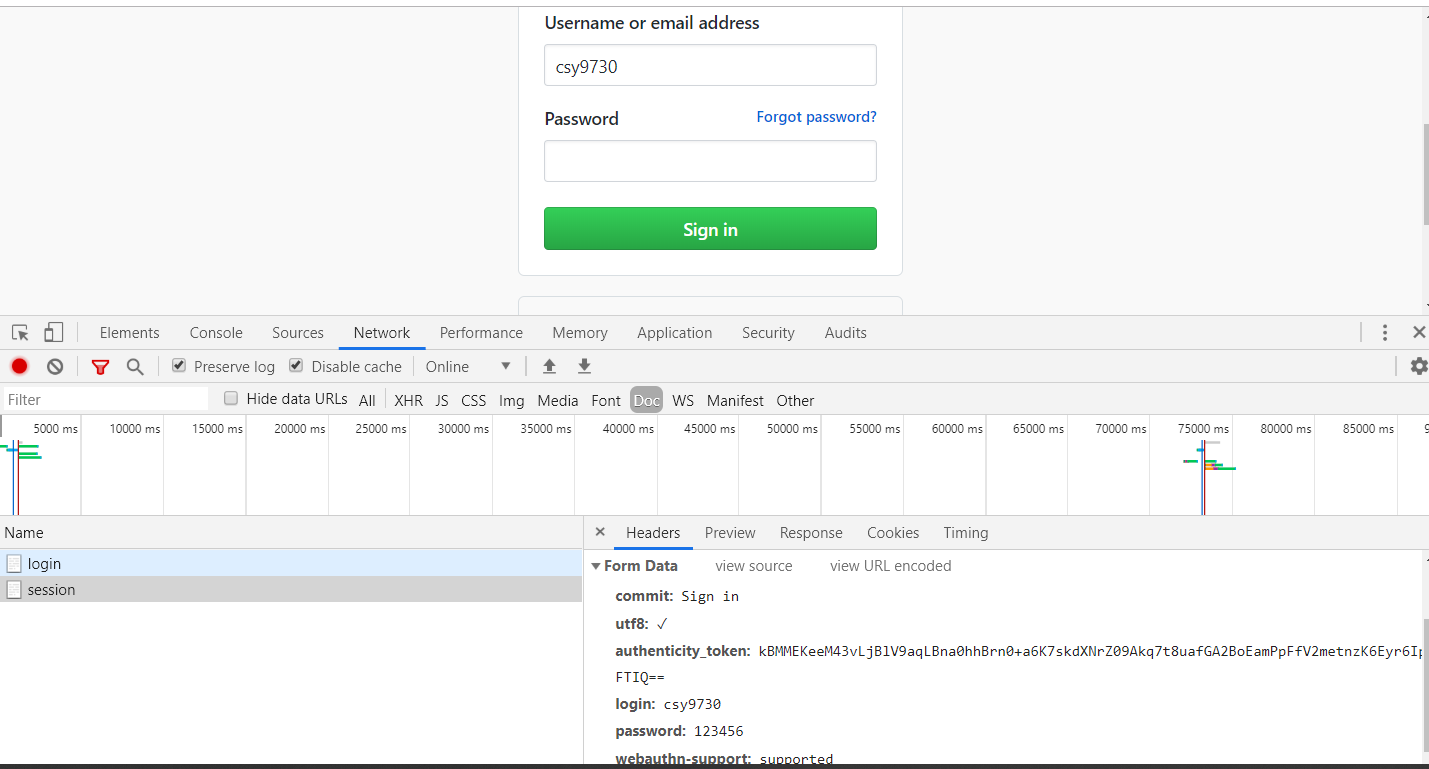 Username or email address
csy9730
Password Forgot password?
Sign in
Elements Console Sources Network Performance Memory Application Security Audits
Preserve log Disable cache Online
Filter Hide data URLs All XHR JS CSS Img Media Font Doc WS Manifest Other
5000 ms 10000 ms 15000 ms 20000 ms 25000 ms 30000 ms 35000 ms 40000 ms 45000 ms 50000 ms 55000 ms 60000 ms 65000 ms 70000 ms 75000 ms 80000 ms 85000 ms 9
Name Headers Preview Response Cookies Timing
login
session
Form Data view source view URL encoded
commit: Sign in
utf8: ✓
authenticity_token: kBMMEKeeM43vLjBlV9aqLBna0hhBrn0+a6K7skdXNrZ09Akq7t8uafGA2BoEamPpFfV2metnzK6Eyr6Ip
FTIQ==
login: csy9730
password: 123456
webauthn-support: supported